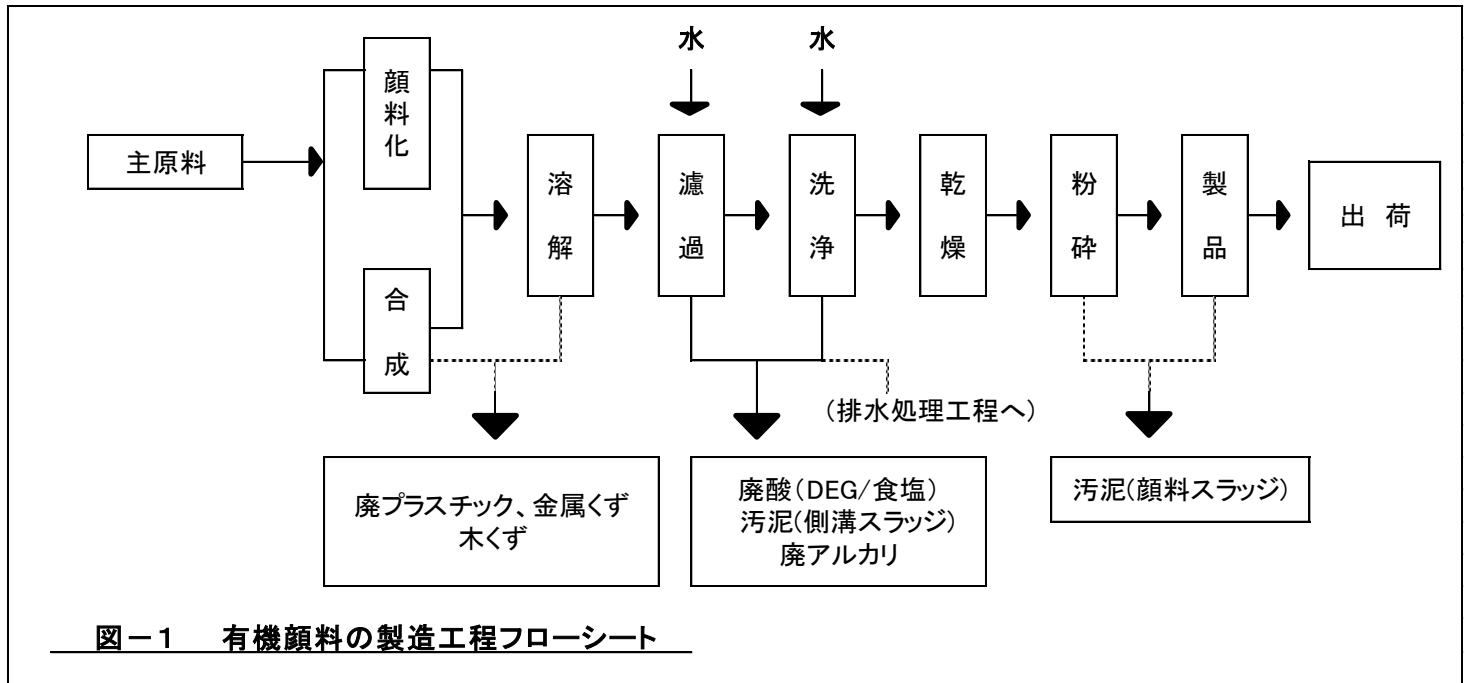 水
水
主原料
顔料化
合成
溶解
濾過
洗浄
乾燥
粉砕
製品
出 荷
(排水処理工程へ)
廃プラスチック、金属くず
木くず
廃酸(DEG/食塩)
汚泥(側溝スラッジ)
廃アルカリ
汚泥(顔料スラッジ)
図-1 有機顔料の製造工程フローシート